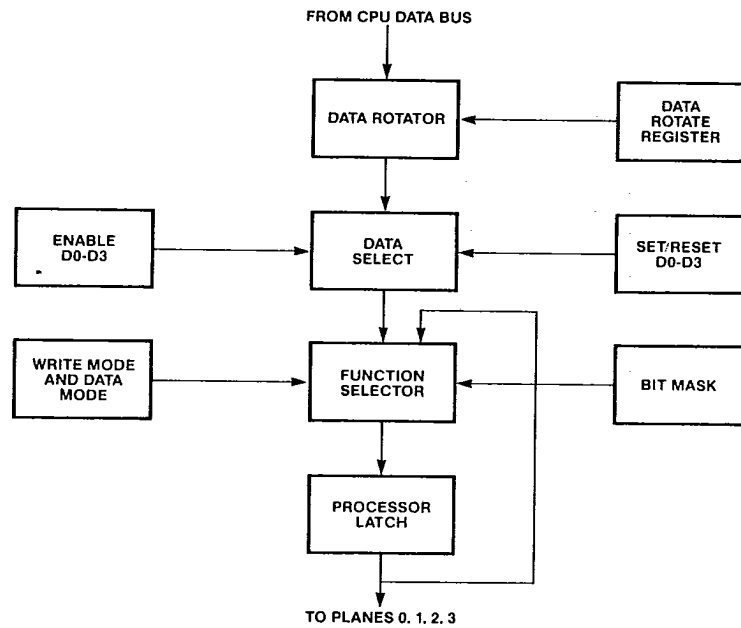 FROM CPU DATA BUS
DATA ROTATOR
DATA
ROTATE
REGISTER
ENABLE
D0-D3
DATA
SELECT
SET/RESET
D0-D3
WRITE MODE
AND DATA
MODE
FUNCTION
SELECTOR
BIT MASK
PROCESSOR
LATCH
TO PLANES 0, 1, 2, 3